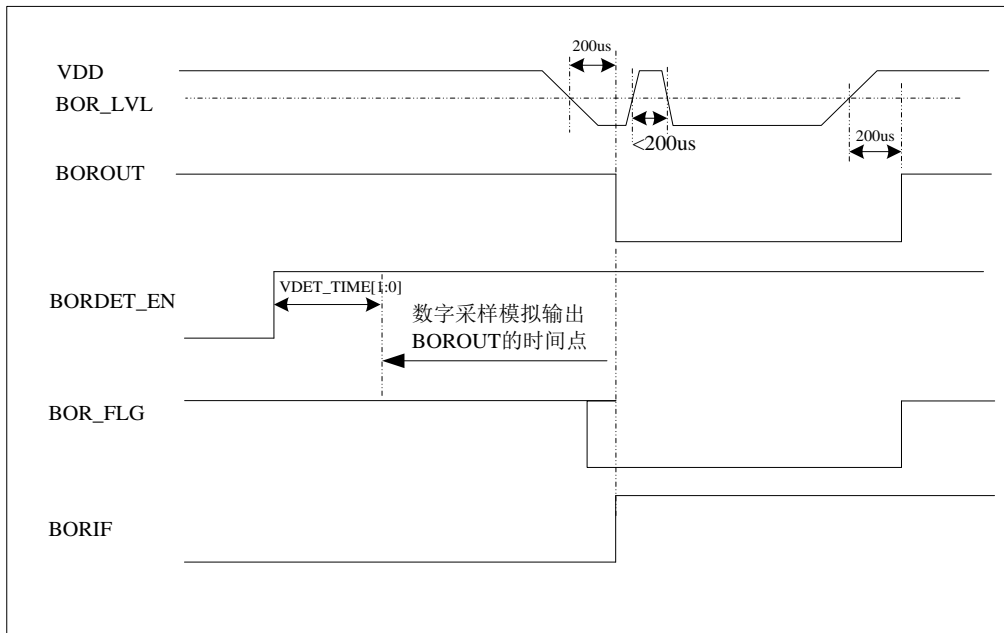 200us
VDD
BOR_LVL
<200us
200us
BOROUT
VDET_TIME[1:0]
BORDET_EN
数字采样模拟输出
BOROUT的时间点
BOR_FLG
BORIF